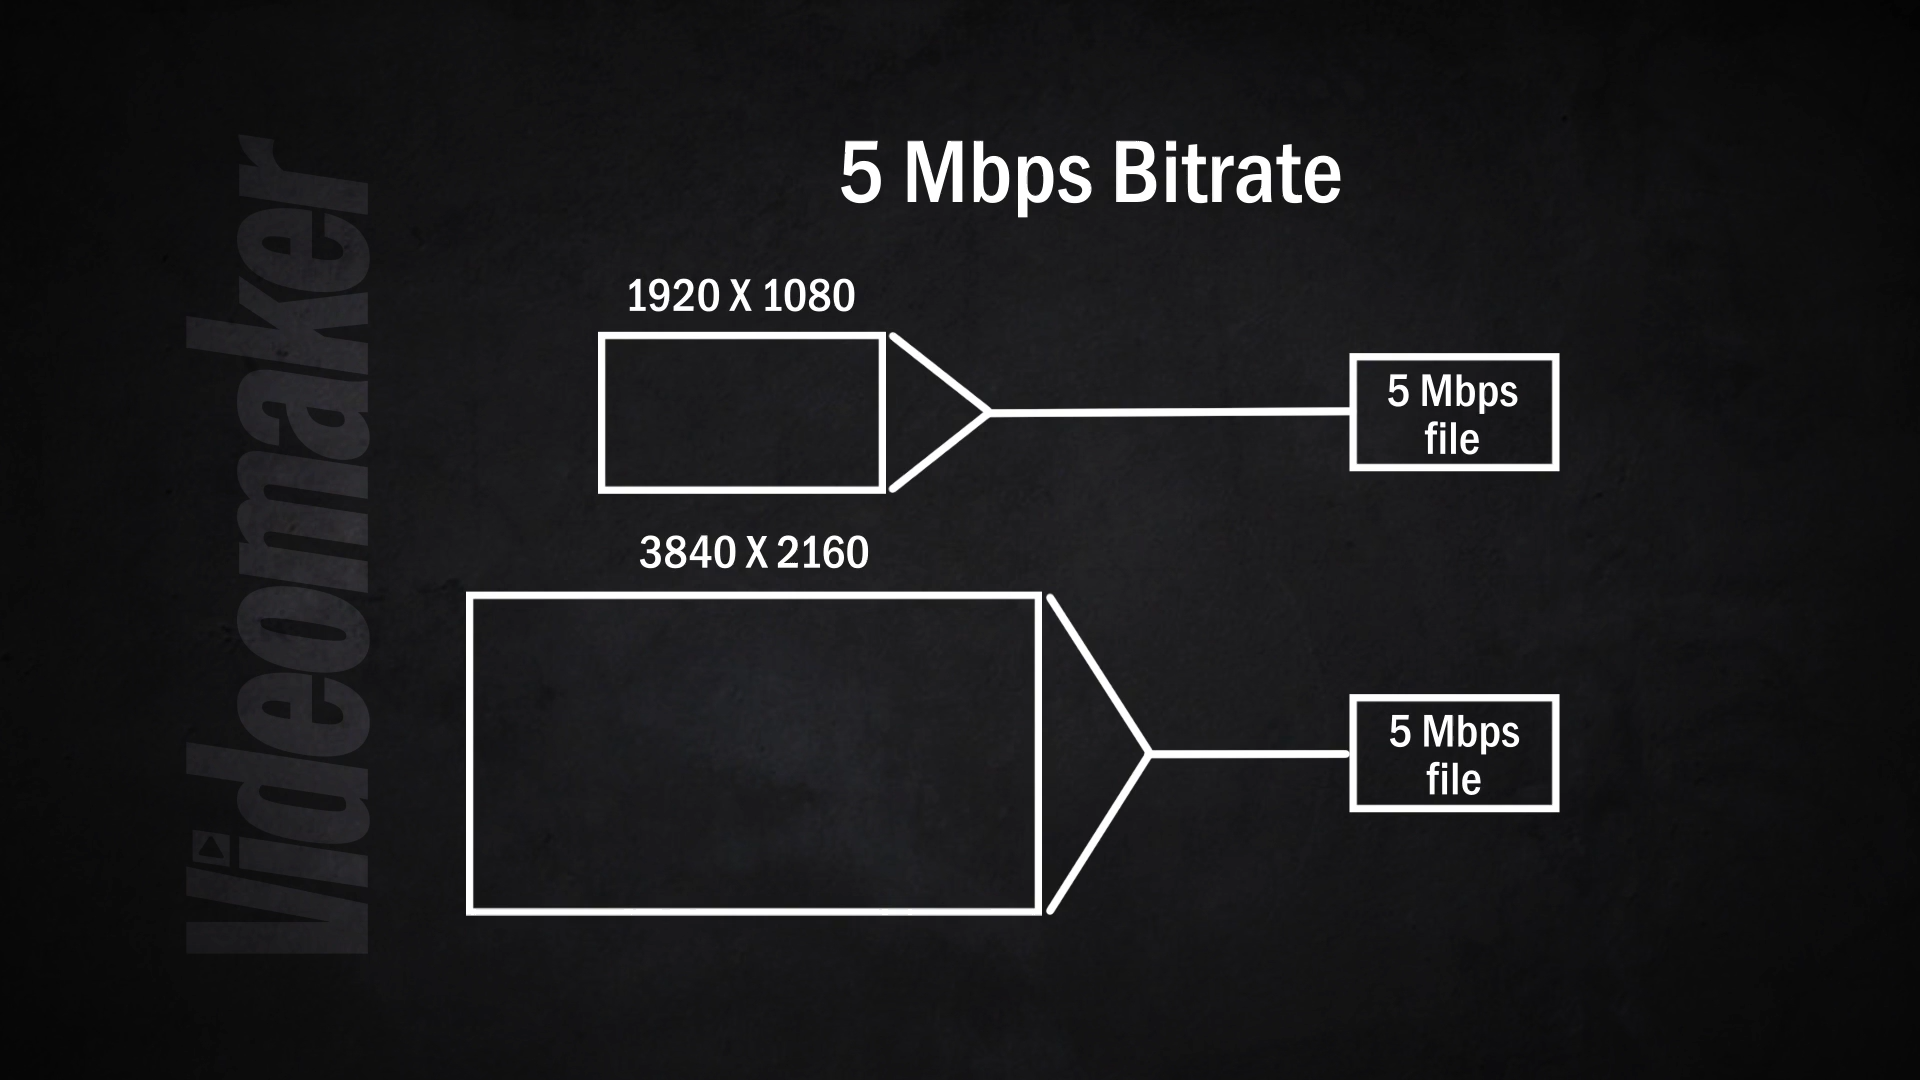 Videomaker
5 Mbps Bitrate
1920 X 1080
5 Mbps
file
3840 X 2160
5 Mbps
file